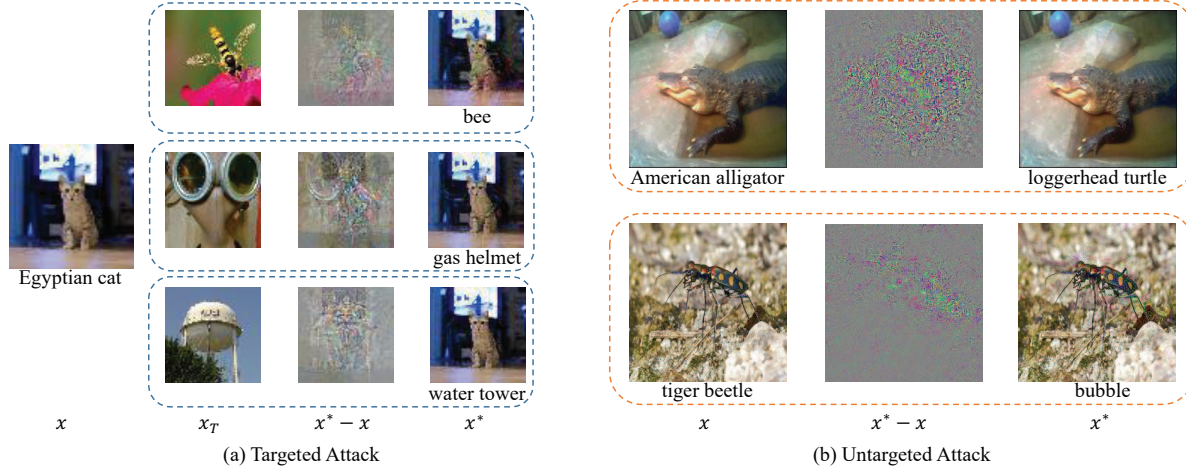 bee
Egyptian cat
gas helmet
water tower
x x_T x* − x x*
(a) Targeted Attack
American alligator loggerhead turtle
tiger beetle bubble
x x* − x x*
(b) Untargeted Attack